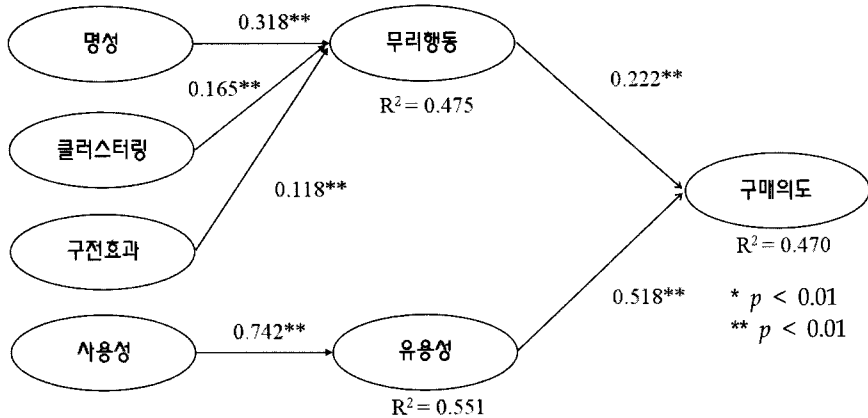 명성
0.318**
무리행동
0.165**
R² = 0.475
0.222**
클러스터링
0.118**
구매의도
R² = 0.470
구전효과
0.518**
* p < 0.01
** p < 0.01
사용성
0.742**
유용성
R² = 0.551